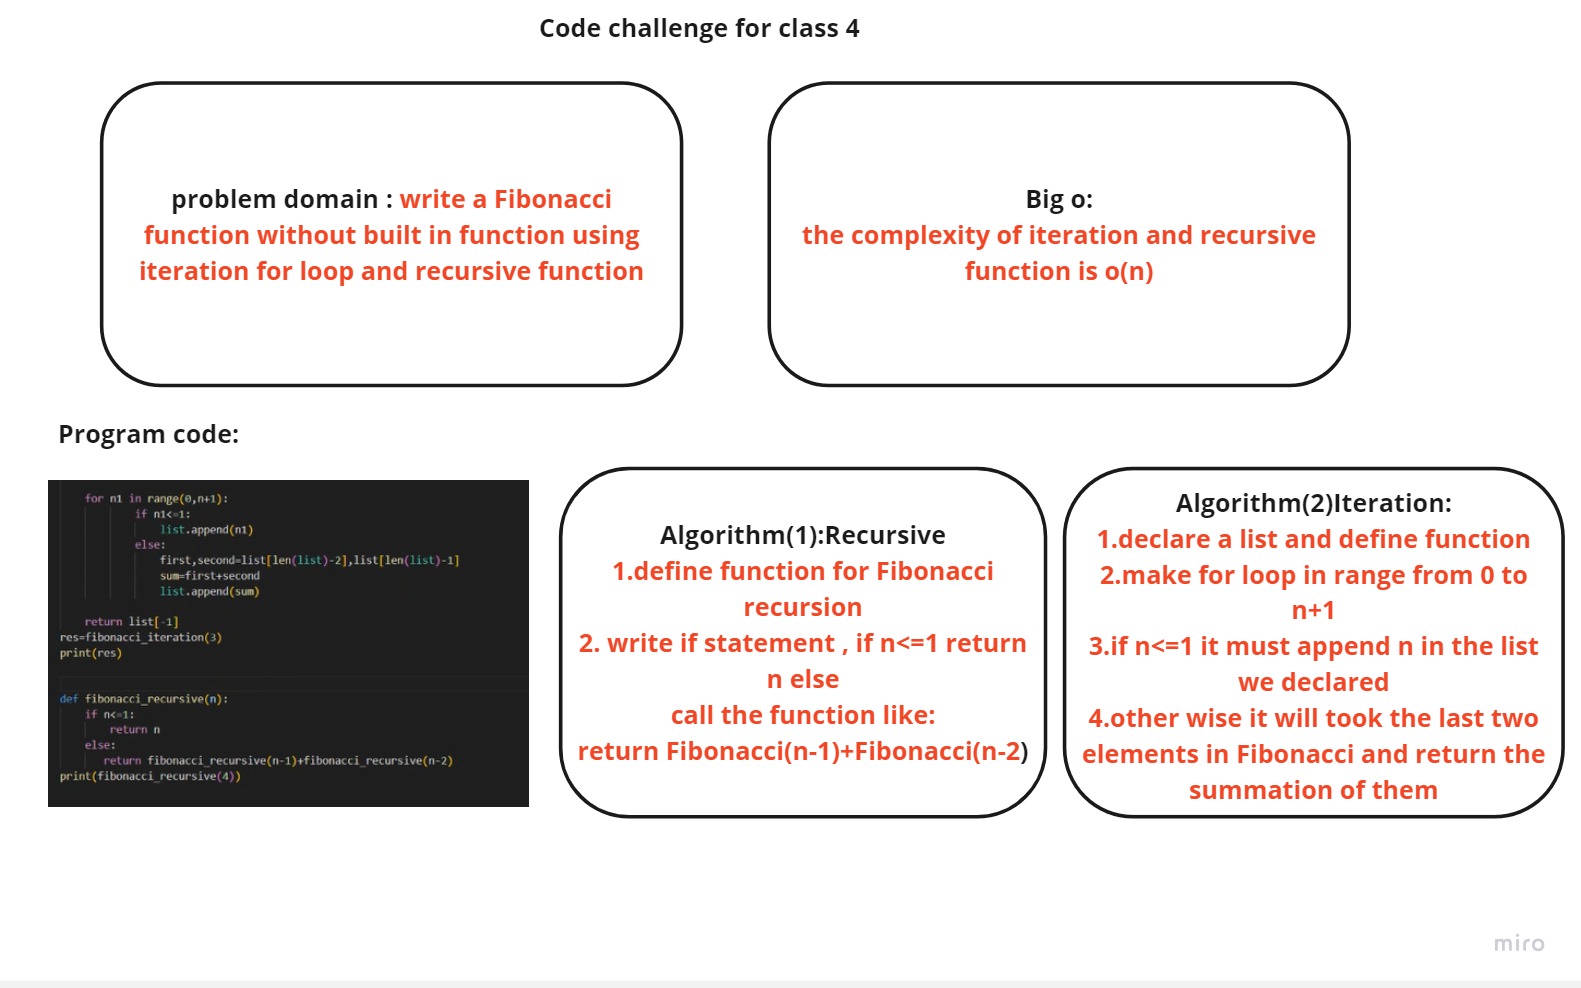 Code challenge for class 4
problem domain : write a Fibonacci
function without built in function using
iteration for loop and recursive function
Big o:
the complexity of iteration and recursive
function is o(n)
Program code:
for n1 in range(0,n+1):
if n1<=1:
list.append(n1)
else:
first,second=list[len(list)-2],list[len(list)-1]
sum=first+second
list.append(sum)
return list[-1]
res=fibonacci_iteration(3)
print(res)
def fibonacci_recursive(n):
if n<=1:
return n
else:
return fibonacci_recursive(n-1)+fibonacci_recursive(n-2)
print(fibonacci_recursive(4))
Algorithm(1):Recursive
1.define function for Fibonacci
recursion
2. write if statement , if n<=1 return
n else
call the function like:
return Fibonacci(n-1)+Fibonacci(n-2)
Algorithm(2)Iteration:
1.declare a list and define function
2.make for loop in range from 0 to
n+1
3.if n<=1 it must append n in the list
we declared
4.other wise it will took the last two
elements in Fibonacci and return the
summation of them
miro